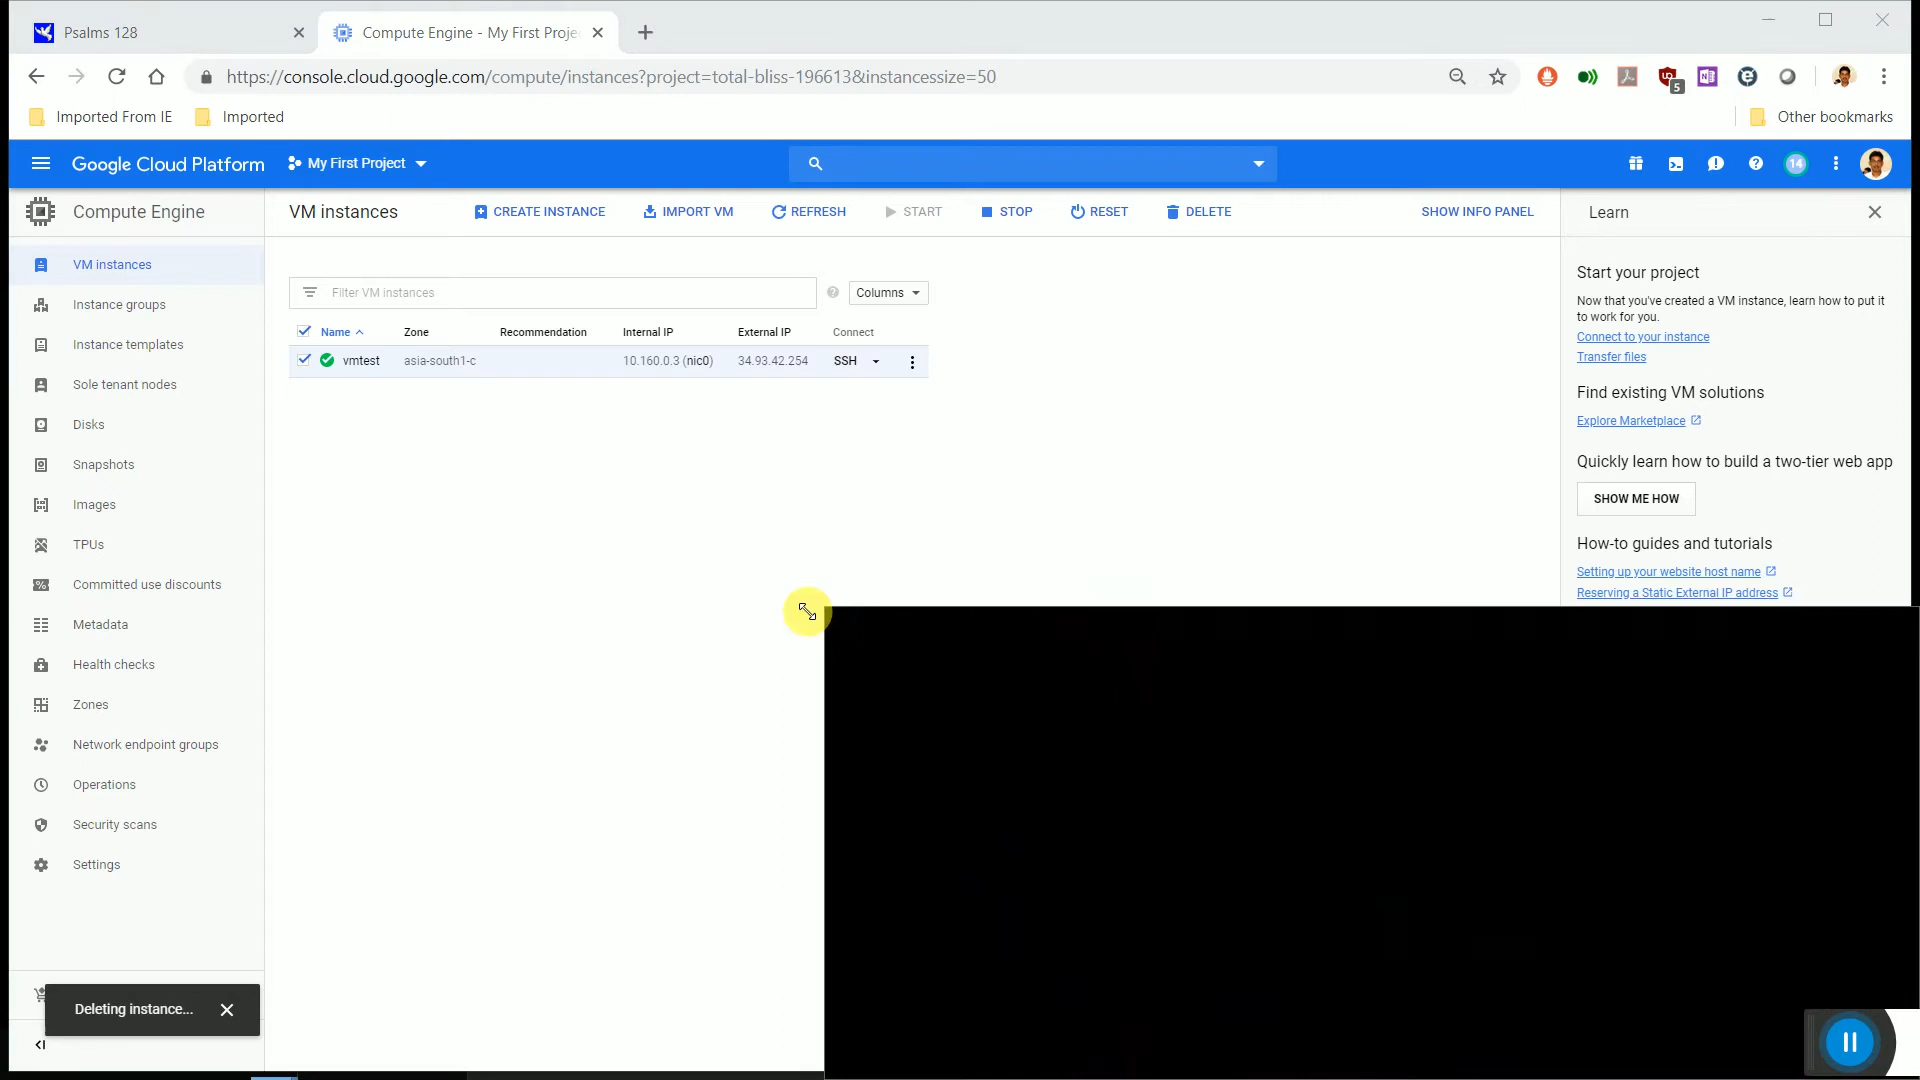 Psalms 128
Compute Engine - My First Proje
https://console.cloud.google.com/compute/instances?project=total-bliss-196613&instancessize=50
5
Imported From IE
Imported
Other bookmarks
Google Cloud Platform
My First Project
14
Compute Engine
VM instances
CREATE INSTANCE
IMPORT VM
REFRESH
START
STOP
RESET
DELETE
SHOW INFO PANEL
Learn
VM instances
Instance groups
Instance templates
Sole tenant nodes
Disks
Snapshots
Images
TPUs
Committed use discounts
Metadata
Health checks
Zones
Network endpoint groups
Operations
Security scans
Settings
Filter VM instances
Columns
Name Zone Recommendation Internal IP External IP Connect
vmtest asia-south1-c 10.160.0.3 (nic0) 34.93.42.254 SSH
Start your project
Now that you've created a VM instance, learn how to put it
to work for you.
Connect to your instance
Transfer files
Find existing VM solutions
Explore Marketplace
Quickly learn how to build a two-tier web app
SHOW ME HOW
How-to guides and tutorials
Setting up your website host name
Reserving a Static External IP address
Deleting instance...